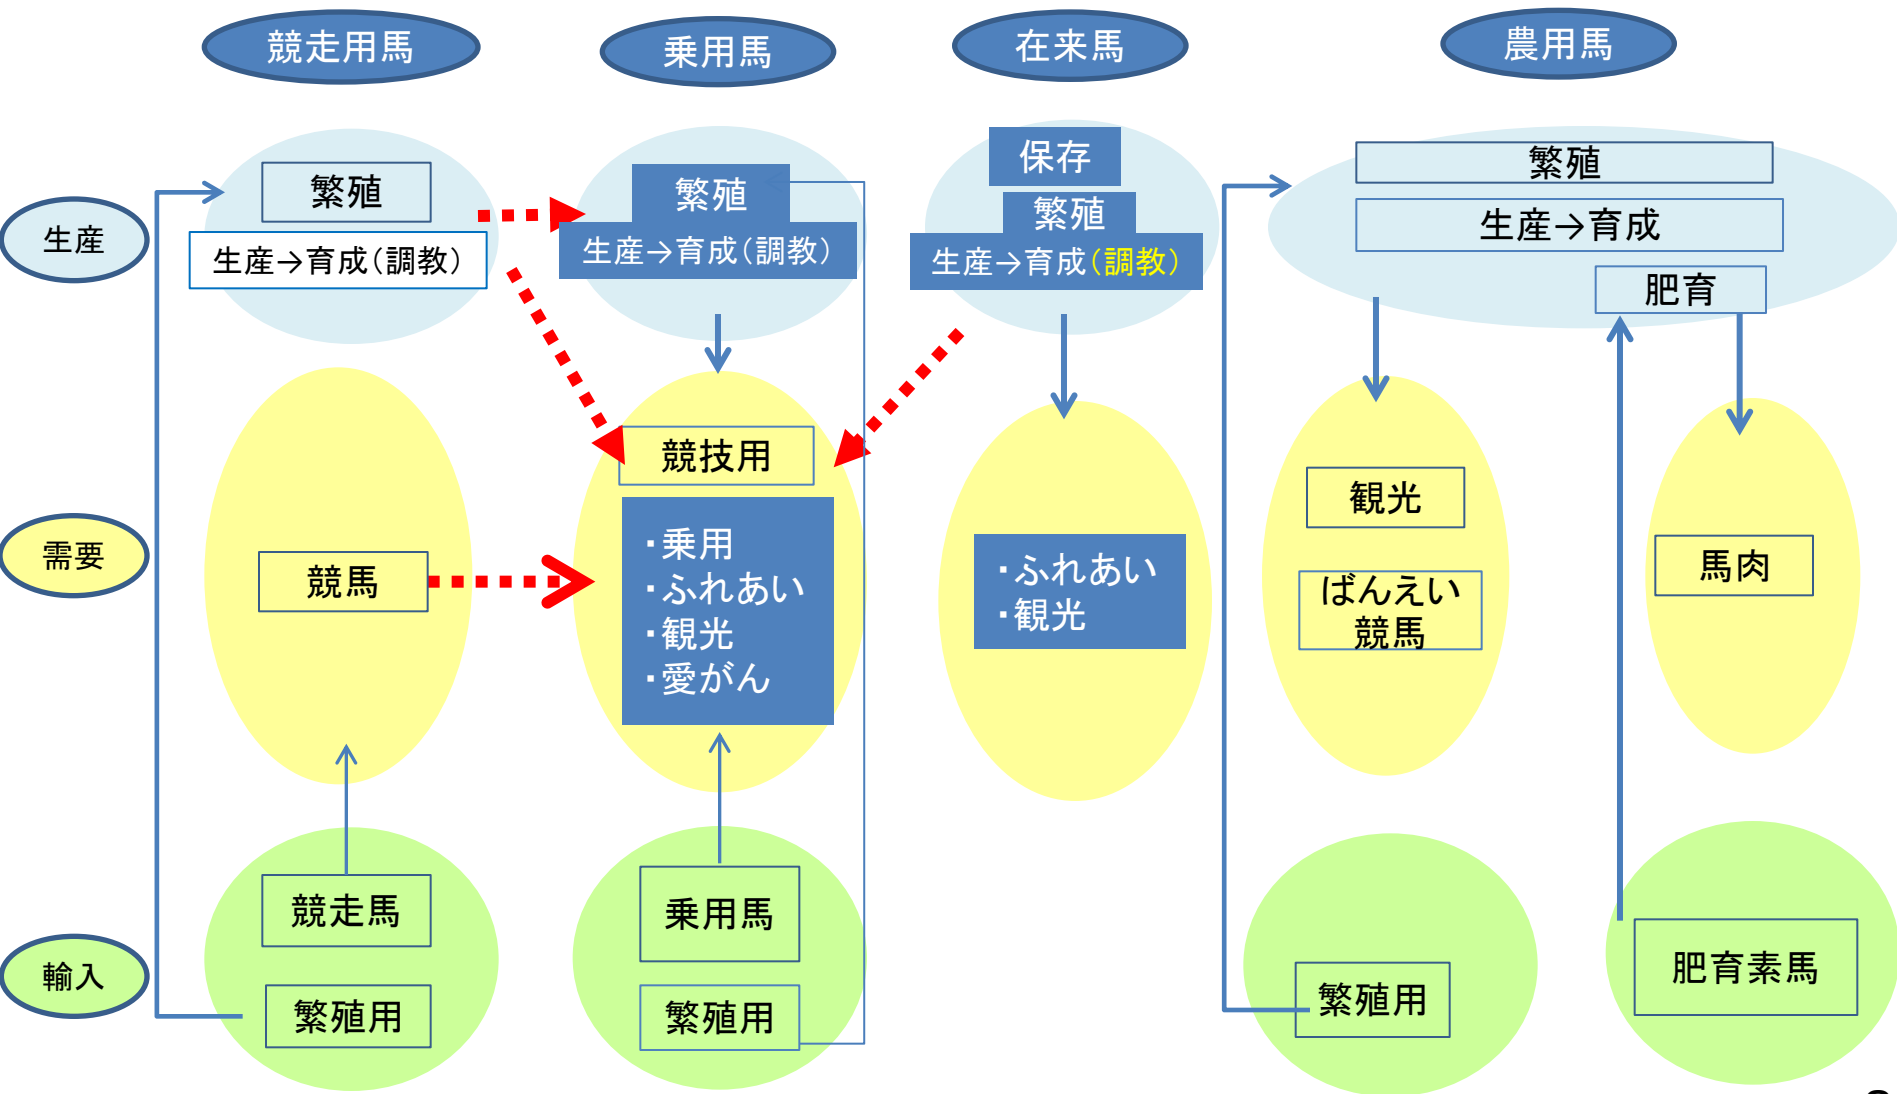 競走用馬
乗用馬
在来馬
農用馬
生産
繁殖
生産→育成（調教）
繁殖
生産→育成（調教）
保存
繁殖
生産→育成（調教）
繁殖
生産→育成
肥育
需要
競馬
競技用
・乗用
・ふれあい
・観光
・愛がん
・ふれあい
・観光
観光
ばんえい
競馬
馬肉
輸入
競走馬
繁殖用
乗用馬
繁殖用
繁殖用
肥育素馬